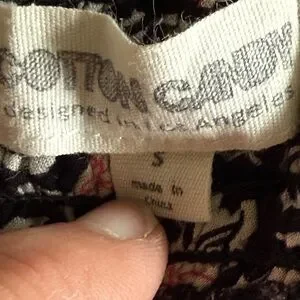 COTTON CANDY
designed in Los Angeles
S
made in
China